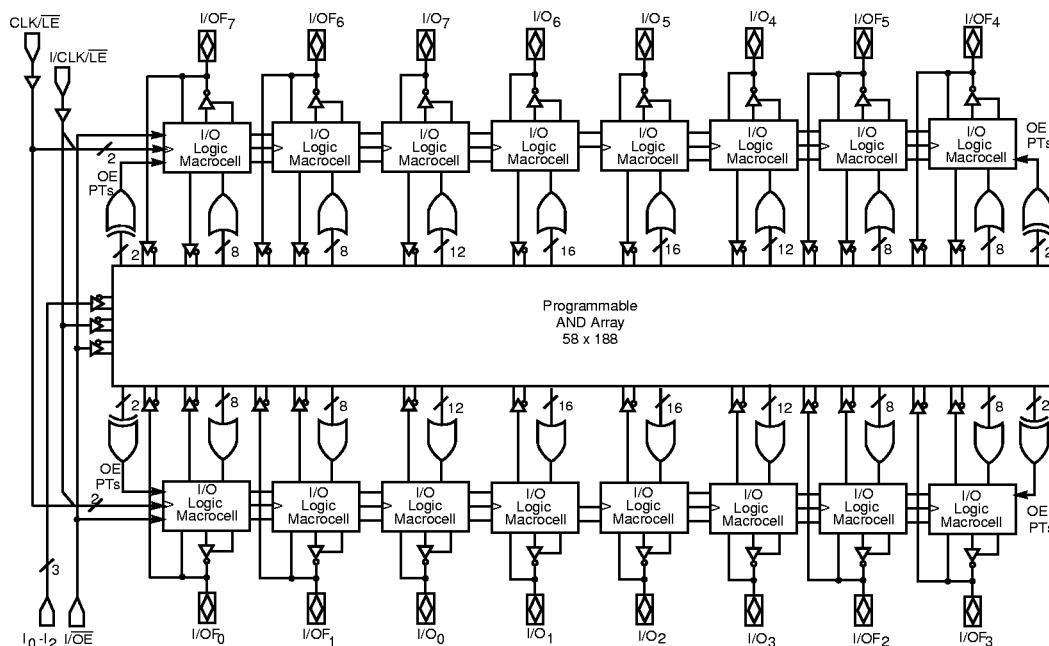 CLK/LE
I/CLK/LE
I/OF7
I/OF6
I/O7
I/O6
I/O5
I/O4
I/OF5
I/OF4
I/O Logic Macrocell
I/O Logic Macrocell
I/O Logic Macrocell
I/O Logic Macrocell
I/O Logic Macrocell
I/O Logic Macrocell
I/O Logic Macrocell
I/O Logic Macrocell
2
OE PTs
OE PTs
2
8
8
12
16
16
12
8
8
2
Programmable
AND Array
58 x 188
2
8
8
12
16
16
12
8
8
2
OE PTs
OE PTs
2
I/O Logic Macrocell
I/O Logic Macrocell
I/O Logic Macrocell
I/O Logic Macrocell
I/O Logic Macrocell
I/O Logic Macrocell
I/O Logic Macrocell
I/O Logic Macrocell
3
I0-I2
I/OE
I/OF0
I/OF1
I/O0
I/O1
I/O2
I/O3
I/OF2
I/OF3